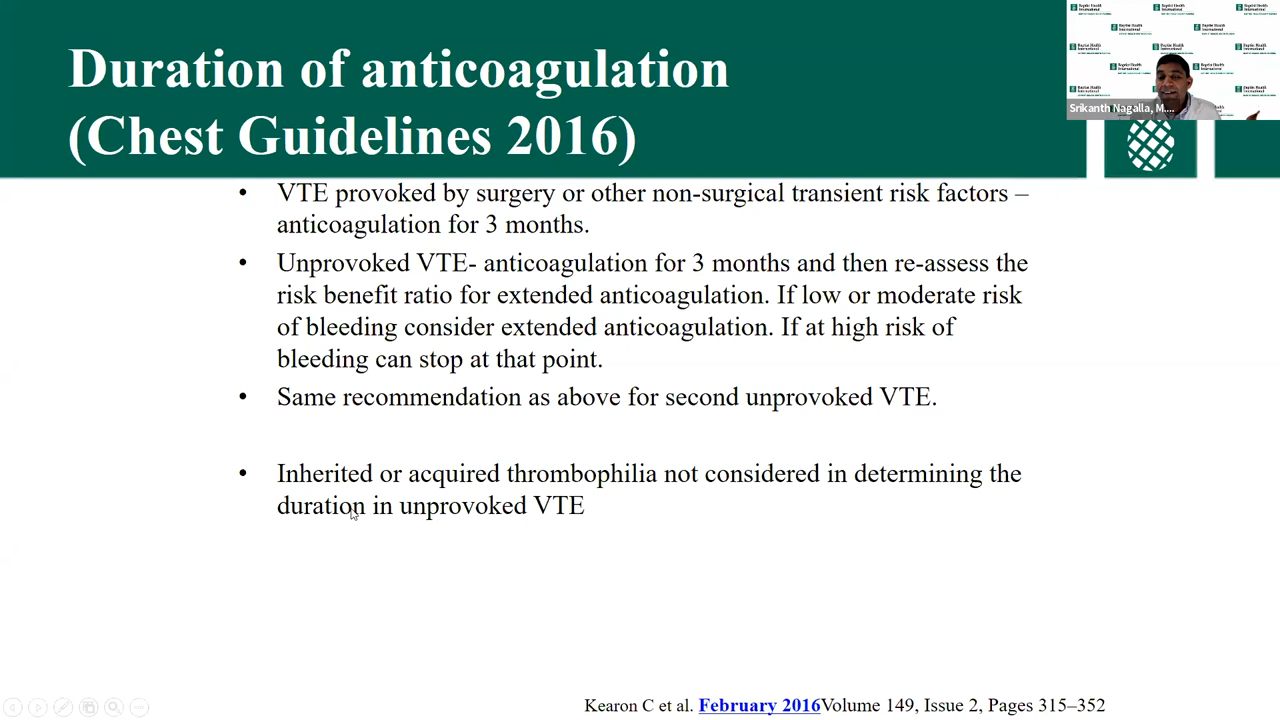 Duration of anticoagulation
(Chest Guidelines 2016)
Baptist Health
International
Srikanth Nagalla, M....
• VTE provoked by surgery or other non-surgical transient risk factors –
anticoagulation for 3 months.
• Unprovoked VTE- anticoagulation for 3 months and then re-assess the
risk benefit ratio for extended anticoagulation. If low or moderate risk
of bleeding consider extended anticoagulation. If at high risk of
bleeding can stop at that point.
• Same recommendation as above for second unprovoked VTE.
• Inherited or acquired thrombophilia not considered in determining the
duration in unprovoked VTE
Kearon C et al. February 2016Volume 149, Issue 2, Pages 315–352